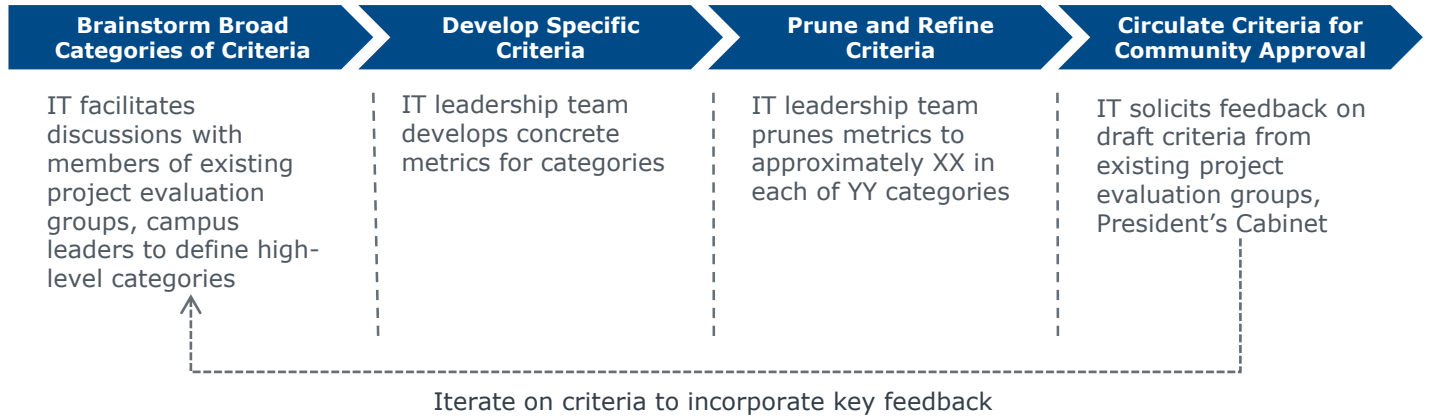 Brainstorm Broad
Categories of Criteria
Develop Specific
Criteria
Prune and Refine
Criteria
Circulate Criteria for
Community Approval
IT facilitates
discussions with
members of existing
project evaluation
groups, campus
leaders to define high-
level categories
IT leadership team
develops concrete
metrics for categories
IT leadership team
prunes metrics to
approximately XX in
each of YY categories
IT solicits feedback on
draft criteria from
existing project
evaluation groups,
President’s Cabinet
Iterate on criteria to incorporate key feedback